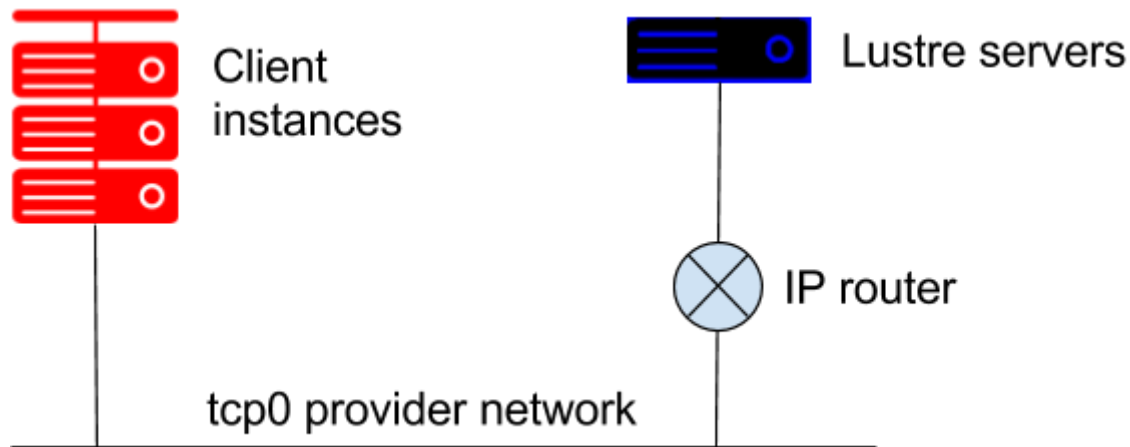 Client
instances
Lustre servers
IP router
tcp0 provider network